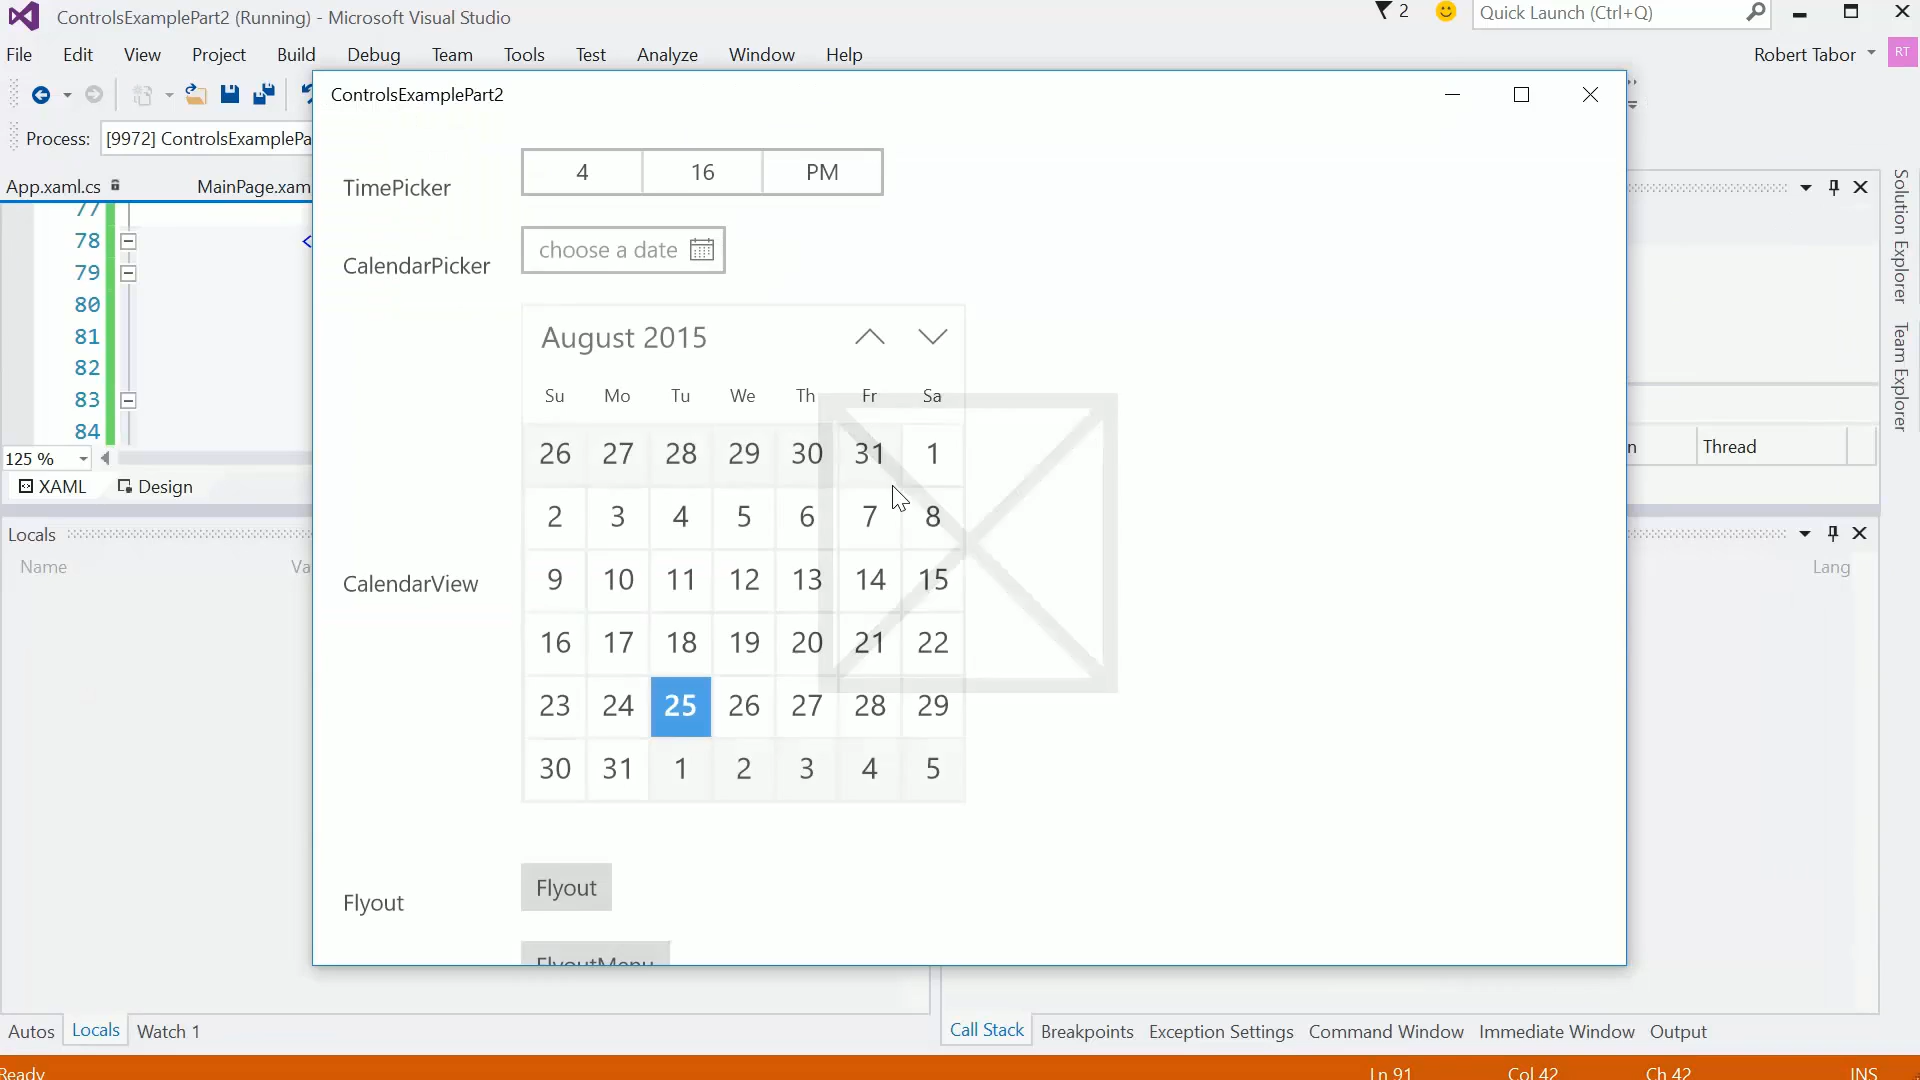 ControlsExamplePart2 (Running) - Microsoft Visual Studio
2
Quick Launch (Ctrl+Q)
File Edit View Project Build Debug Team Tools Test Analyze Window Help
Robert Tabor RT
ControlsExamplePart2
Process: [9972] ControlsExamplePa
App.xaml.cs MainPage.xam
TimePicker 4 16 PM
CalendarPicker choose a date
77
78 <
79
80
81
82
83
84
125 %
XAML Design
August 2015
Su Mo Tu We Th Fr Sa
26 27 28 29 30 31 1
2 3 4 5 6 7 8
9 10 11 12 13 14 15
16 17 18 19 20 21 22
23 24 25 26 27 28 29
30 31 1 2 3 4 5
CalendarView
Flyout Flyout
FlyoutMenu
Solution Explorer
Team Explorer
n Thread
Locals
Name Va
Lang
Autos Locals Watch 1
Call Stack Breakpoints Exception Settings Command Window Immediate Window Output
Ready Ln 91 Col 42 Ch 42 INS